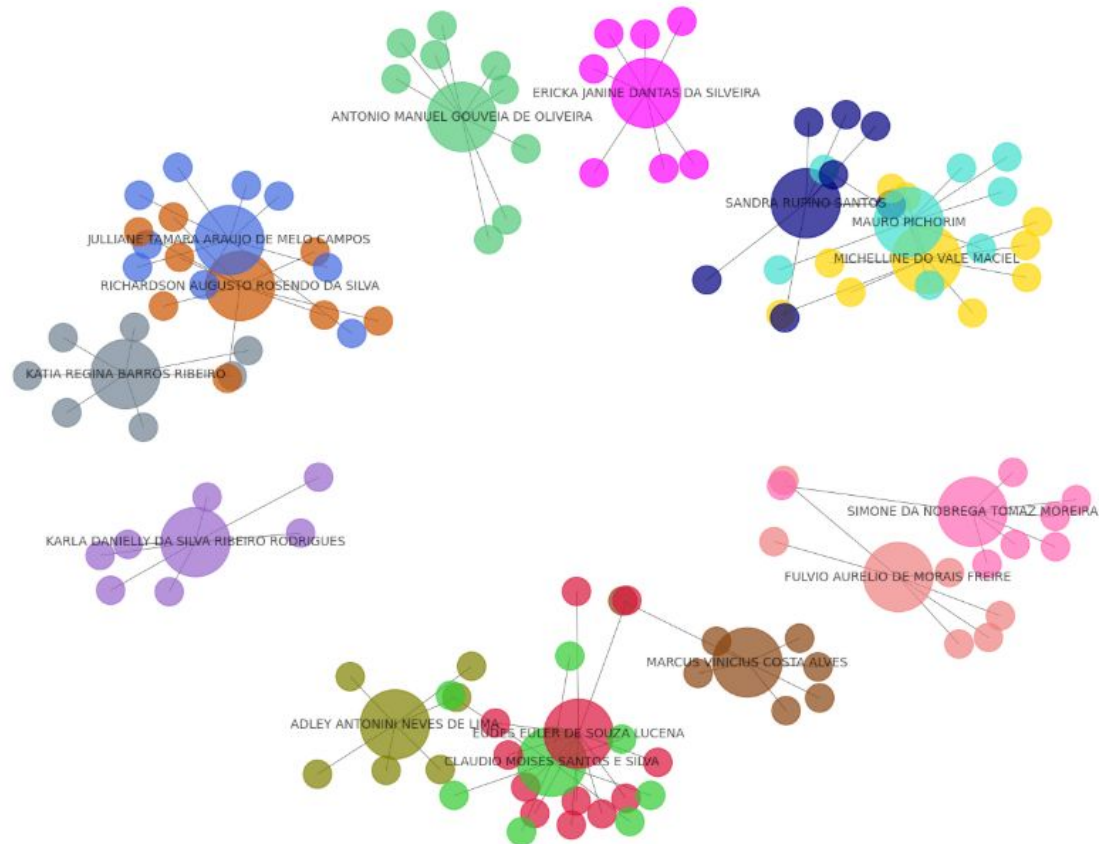 ERICKA JANINE DANTAS DA SILVEIRA
ANTONIO MANUEL GOUVEIA DE OLIVEIRA
SANDRA RUFINO SANTOS
MAURO PICHORIM
JULLIANE TAMARA ARAUJO DE MELO CAMPOS
MICHELLINE DO VALE MACIEL
RICHARDSON AUGUSTO ROSENDO DA SILVA
KATIA REGINA BARROS RIBEIRO
SIMONE DA NOBREGA TOMAZ MOREIRA
KARLA DANIELLY DA SILVA RIBEIRO RODRIGUES
FULVIO AURELIO DE MORAIS FREIRE
MARCUS VINICIUS COSTA ALVES
ADLEY ANTONINI NEVES DE LIMA
EUDES EULER DE SOUZA LUCENA
CLAUDIO MOISES SANTOS E SILVA